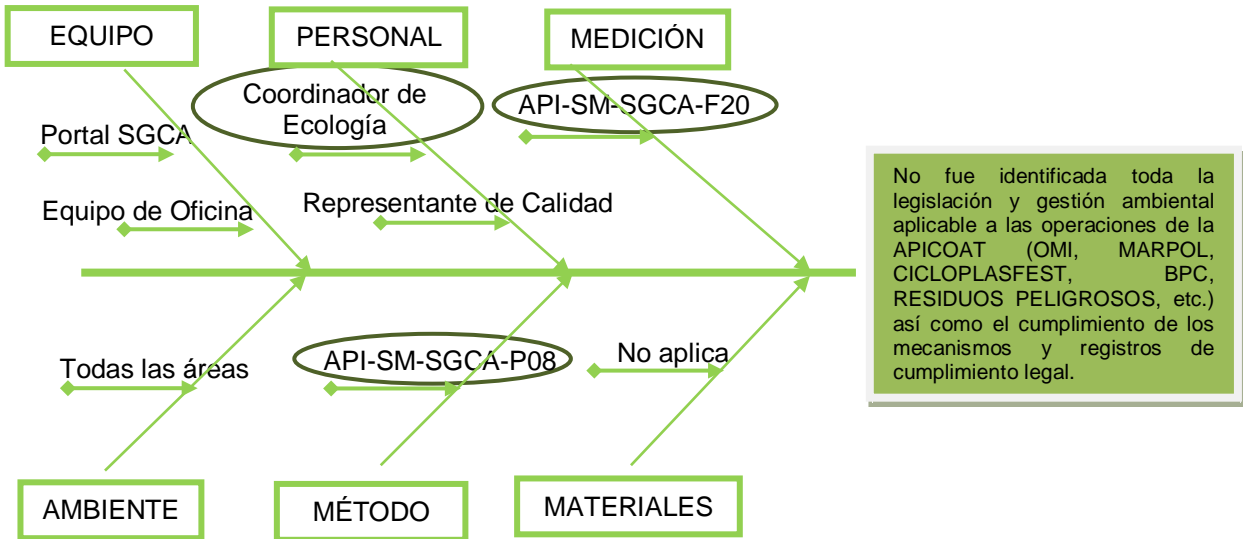 EQUIPO
PERSONAL
MEDICIÓN
Coordinador de
Ecología
API-SM-SGCA-F20
Portal SGCA
Equipo de Oficina
Representante de Calidad
No fue identificada toda la
legislación y gestión ambiental
aplicable a las operaciones de la
APICOAT (OMI, MARPOL,
CICLOPLASFEST, BPC,
RESIDUOS PELIGROSOS, etc.)
así como el cumplimiento de los
mecanismos y registros de
cumplimiento legal.
Todas las áreas
API-SM-SGCA-P08
No aplica
AMBIENTE
MÉTODO
MATERIALES